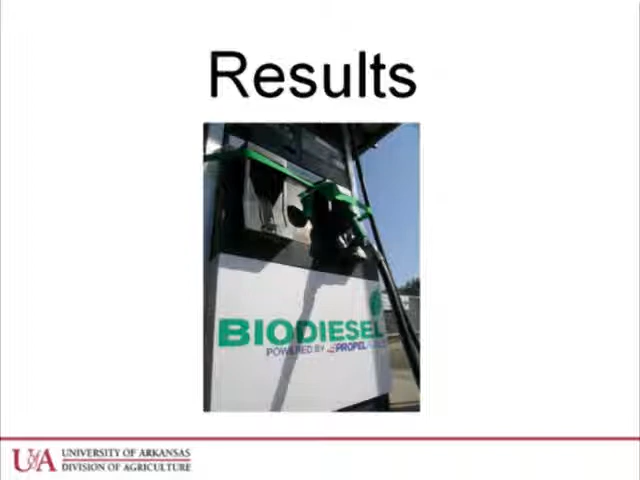 Results
BIODIESEL
POWERED BY PROPEL
UA UNIVERSITY OF ARKANSAS
DIVISION OF AGRICULTURE